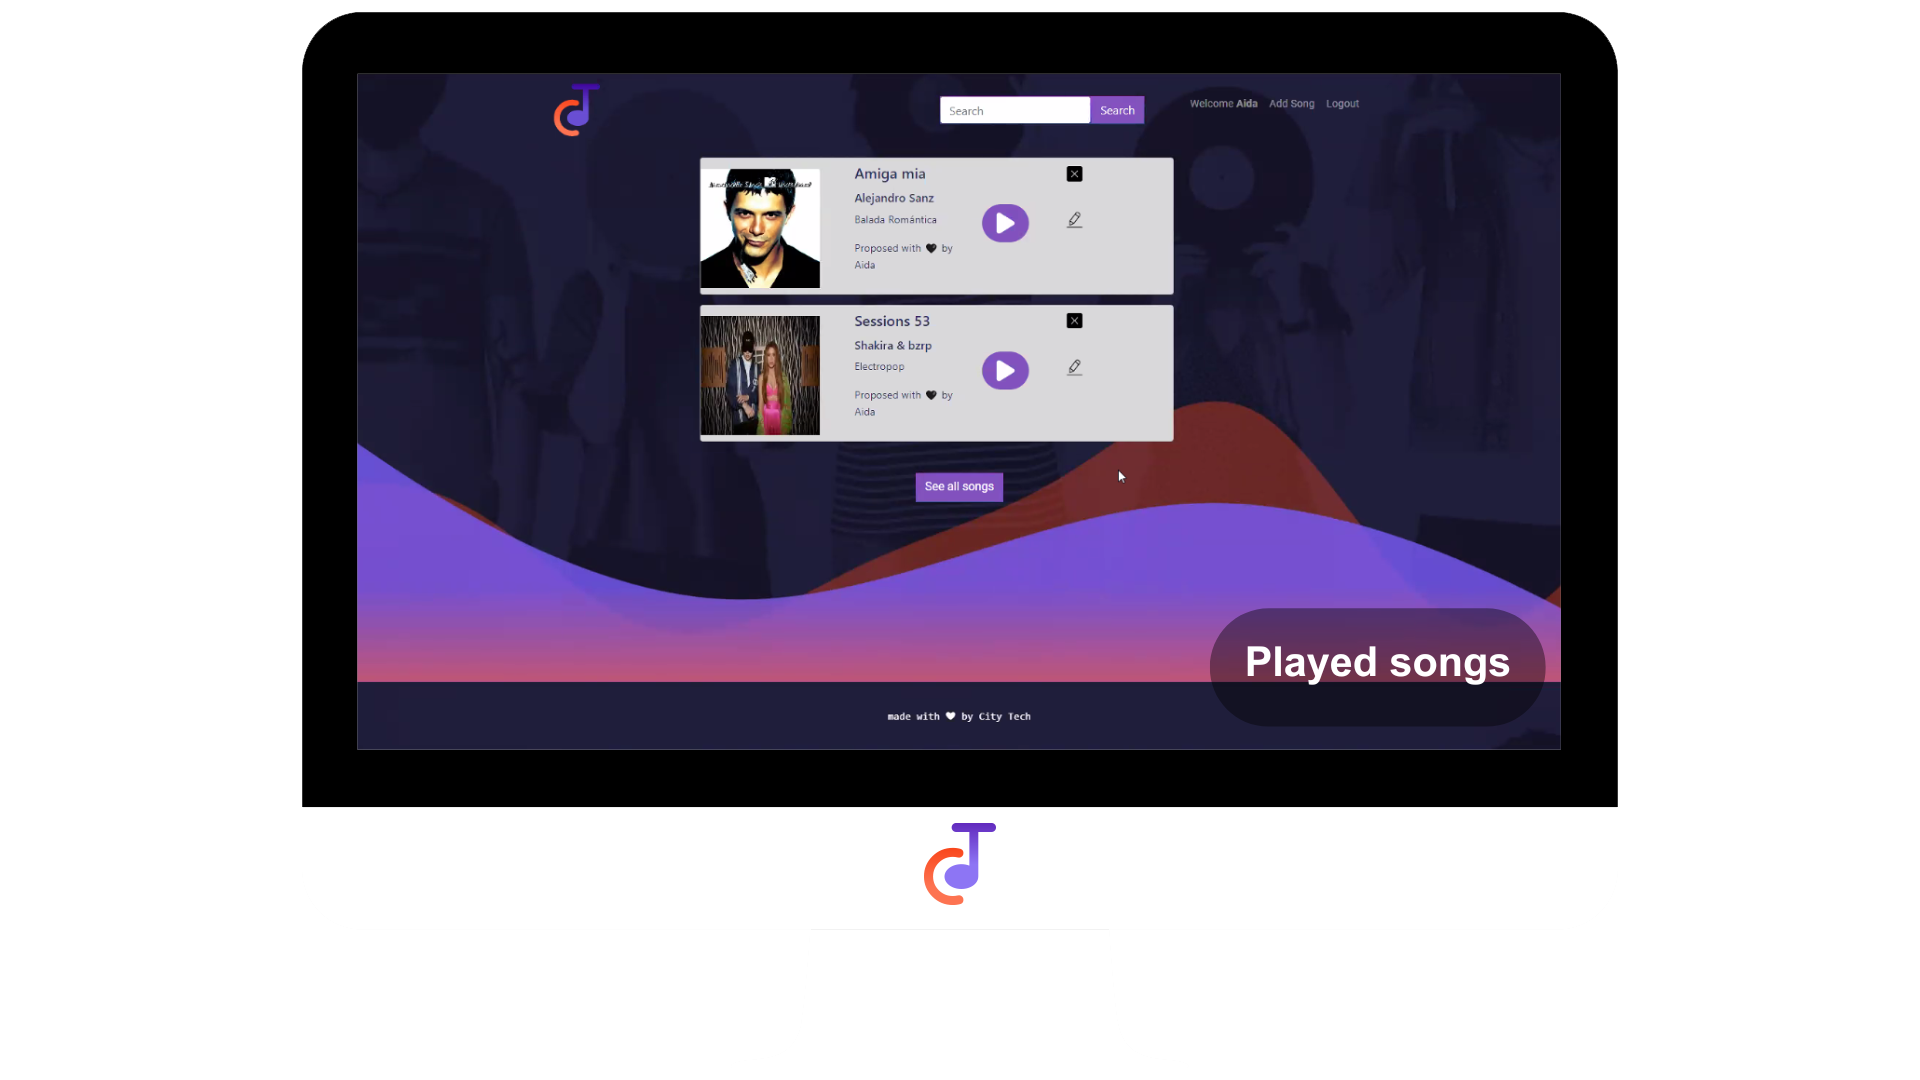 Search
Search
Welcome Aida
Add Song
Logout
Amiga mia
Alejandro Sanz
Balada Romántica
Proposed with 🖤 by
Aida
Sessions 53
Shakira & bzrp
Electropop
Proposed with 🖤 by
Aida
See all songs
Played songs
made with 🤍 by City Tech